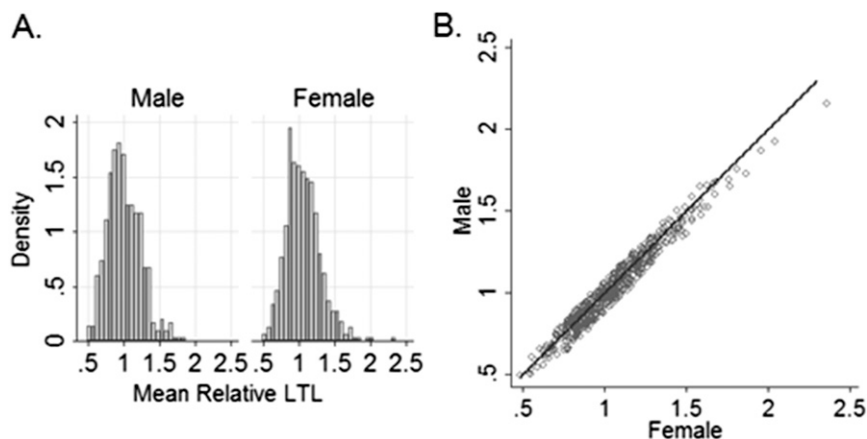 A.
Male Female
Density
2
1.5
1
.5
0
.5 1 1.5 2 2.5 .5 1 1.5 2 2.5
Mean Relative LTL
B.
Male
2.5
2
1.5
1
.5
.5 1 1.5 2 2.5
Female